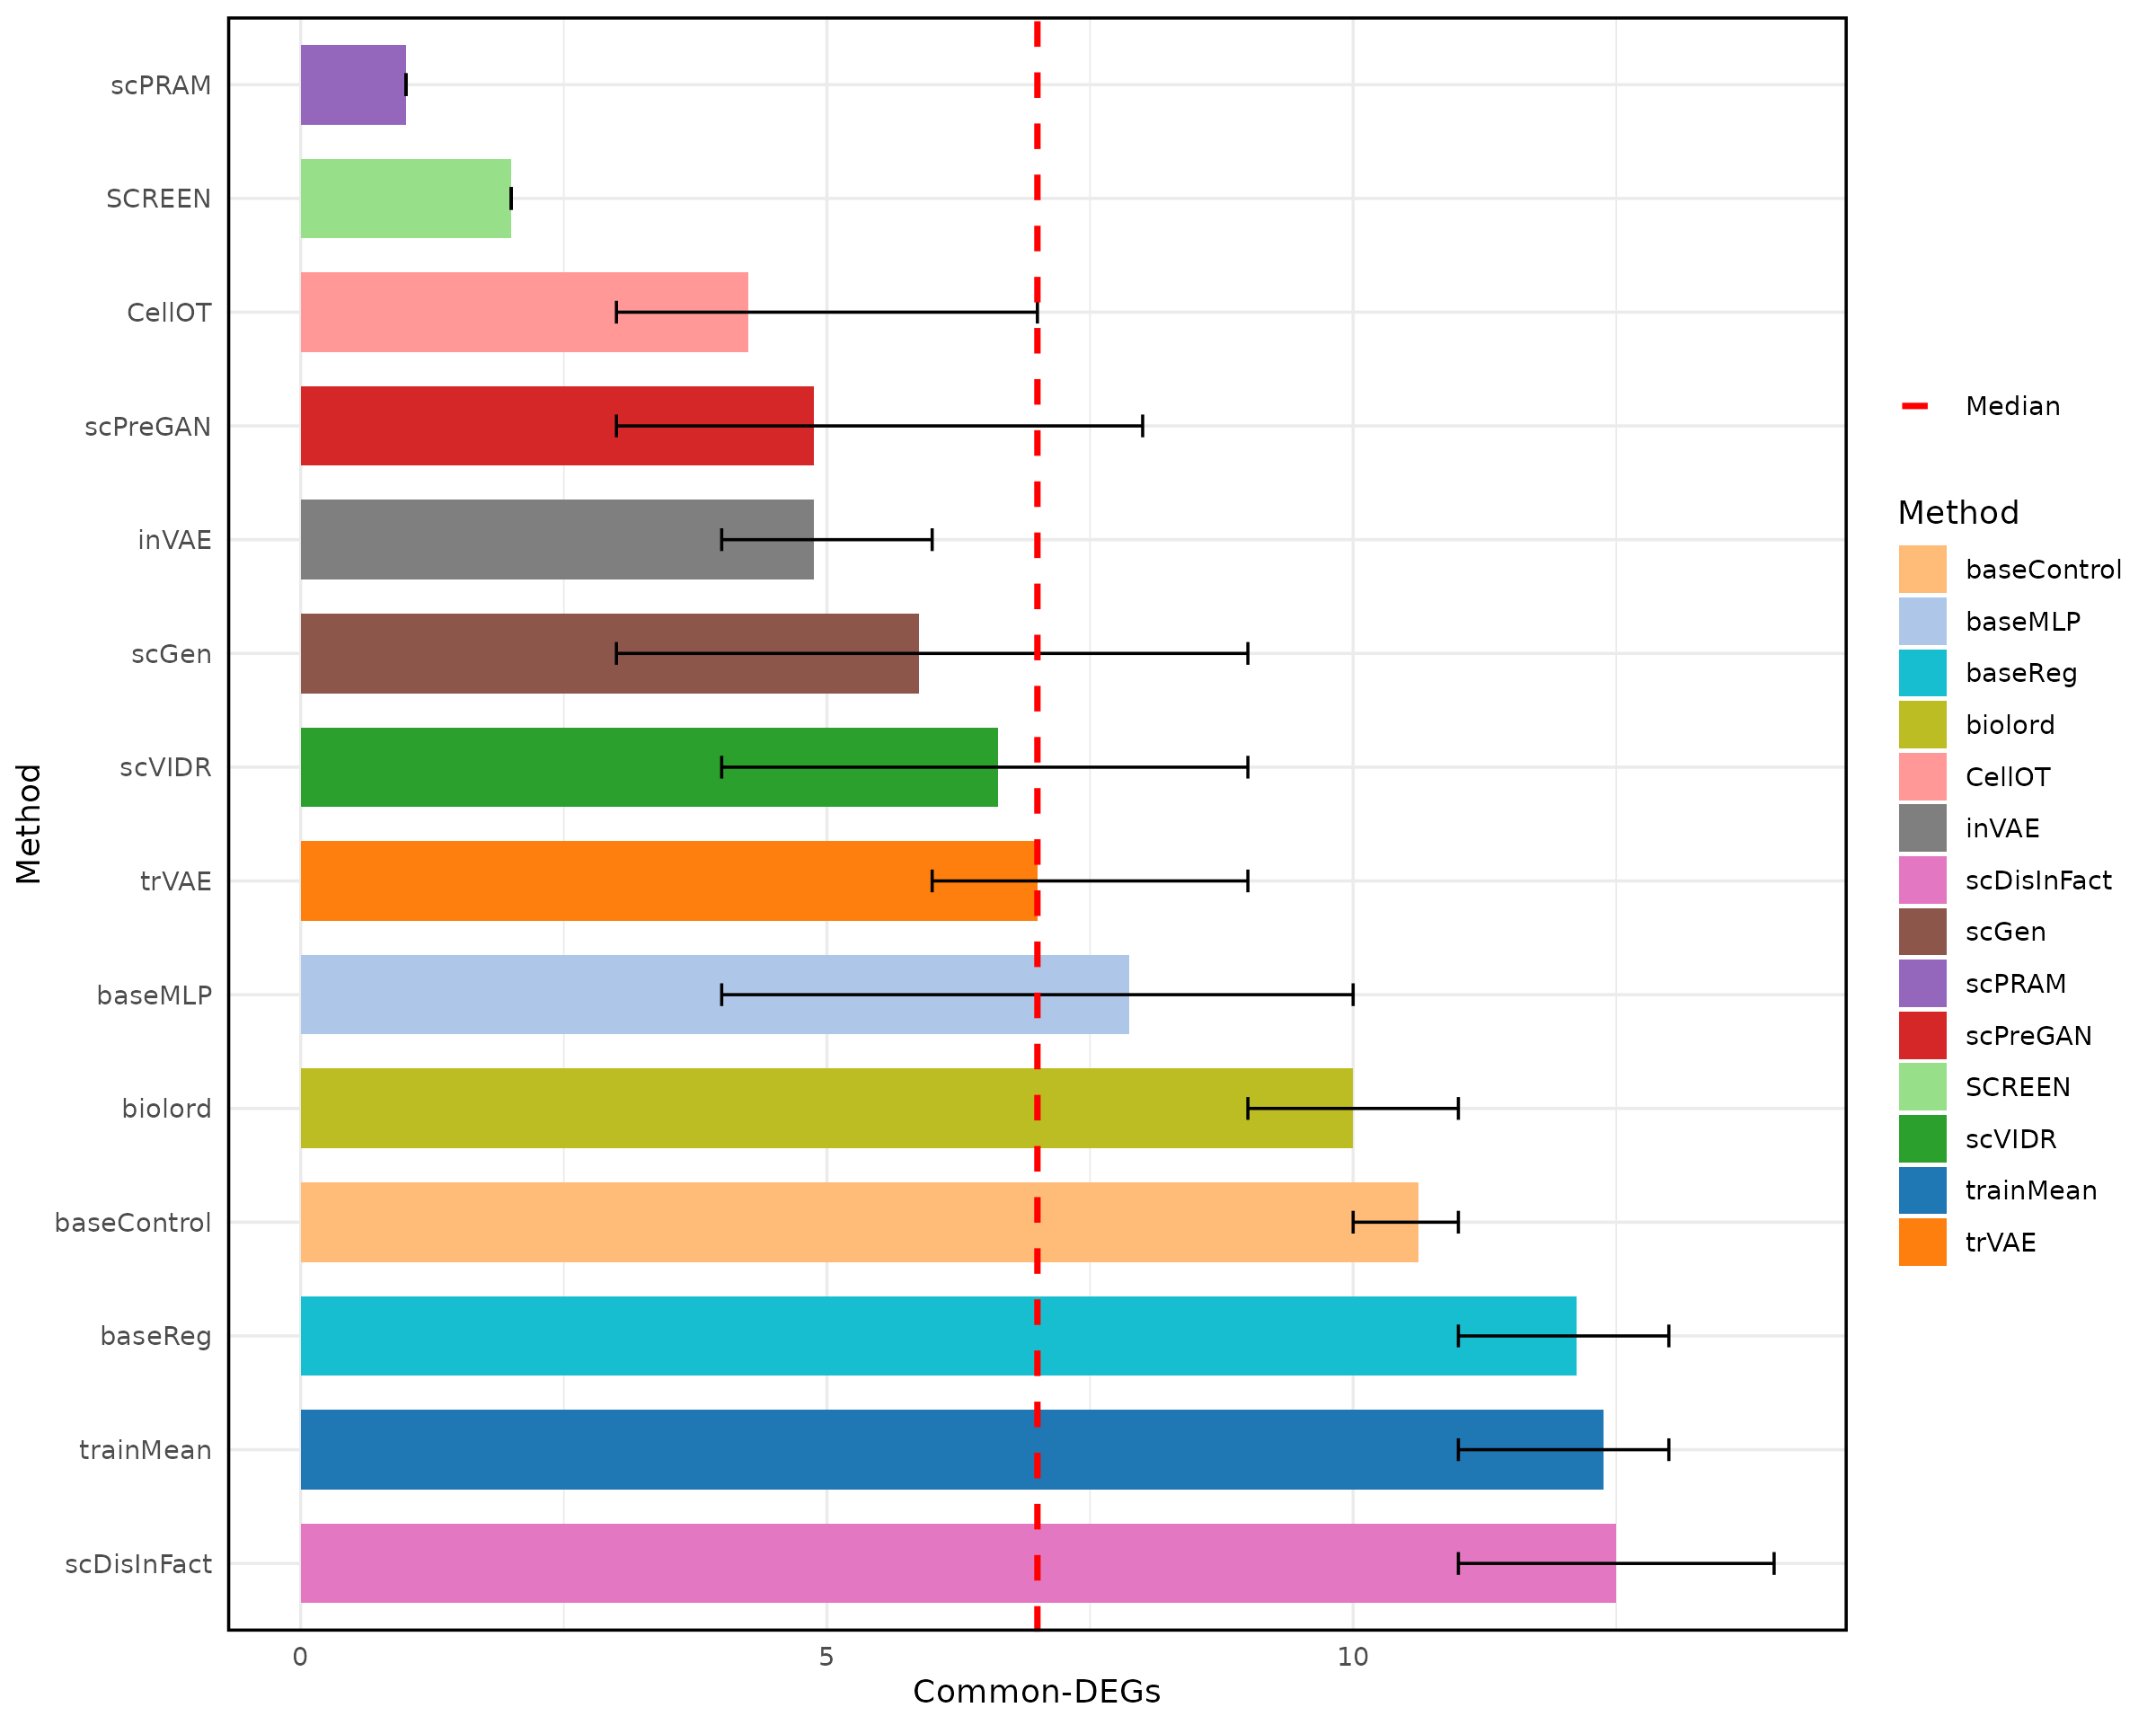 scPRAM
SCREEN
CellOT
scPreGAN
inVAE
scGen
scVIDR
trVAE
baseMLP
biolord
baseControl
baseReg
trainMean
scDisInFact
Method
0 5 10
Common-DEGs
Median
Method
baseControl
baseMLP
baseReg
biolord
CellOT
inVAE
scDisInFact
scGen
scPRAM
scPreGAN
SCREEN
scVIDR
trainMean
trVAE